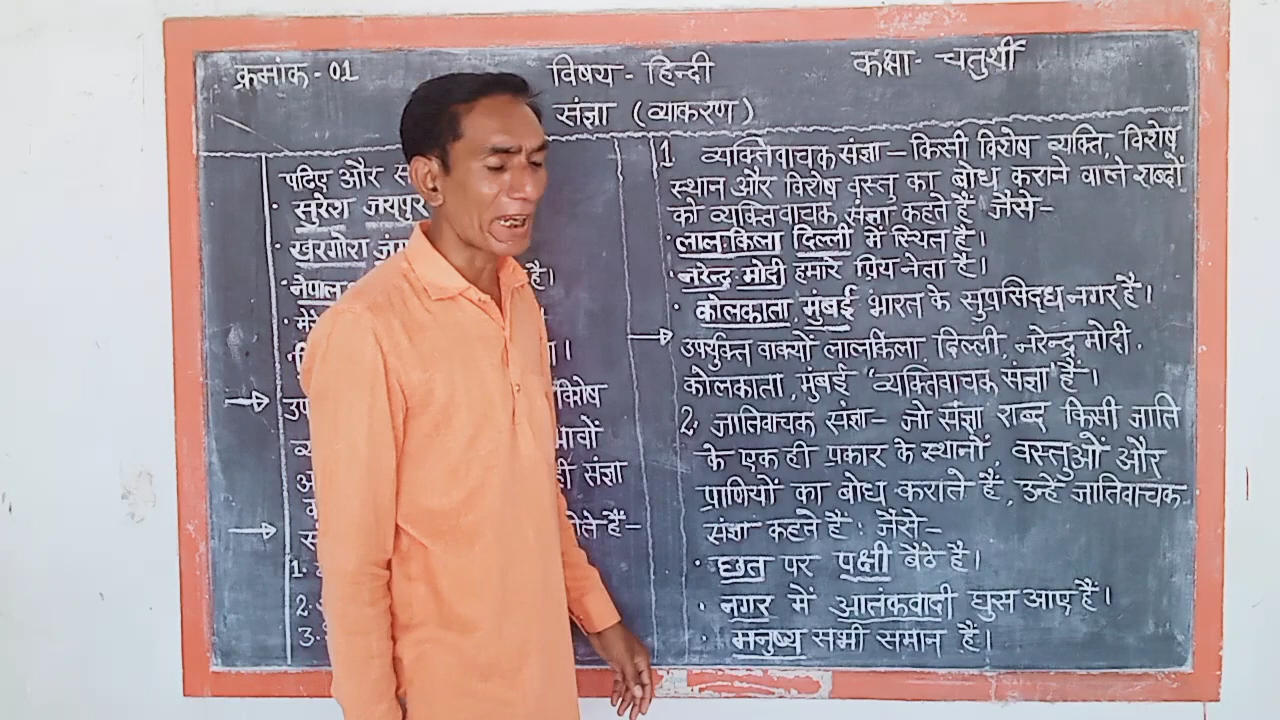 क्रमांक - 01
विषय - हिन्दी
कक्षा - चतुर्थी
संज्ञा (व्याकरण)
पढिए और
सुरेश जयपुर
खरगोश
नेपाल
है।
विशेष
भावों
ही संज्ञा
होते हैं-
1.
2.
3.
1 व्यक्तिवाचक संज्ञा - किसी विशेष व्यक्ति, विशेष
स्थान और विशेष वस्तु का बोध कराने वाले शब्दों
को व्यक्तिवाचक संज्ञा कहते हैं जैसे-
· लाल किला दिल्ली में स्थित है।
· नरेन्द्र मोदी हमारे प्रिय नेता है।
· कोलकाता, मुंबई भारत के सुप्रसिद्ध नगर है।
→ उपर्युक्त वाक्यों लालकिला, दिल्ली, नरेन्द्र मोदी,
कोलकाता, मुंबई "व्यक्तिवाचक संज्ञा" हैं।
2. जातिवाचक संज्ञा - जो संज्ञा शब्द किसी जाति
के एक ही प्रकार के स्थानों, वस्तुओं और
प्राणियों का बोध कराते हैं, उन्हें जातिवाचक
संज्ञा कहते हैं : जैसे-
· छत पर पक्षी बैठे है।
· नगर में आतंकवादी घुस आए हैं।
· मनुष्य सभी समान हैं।